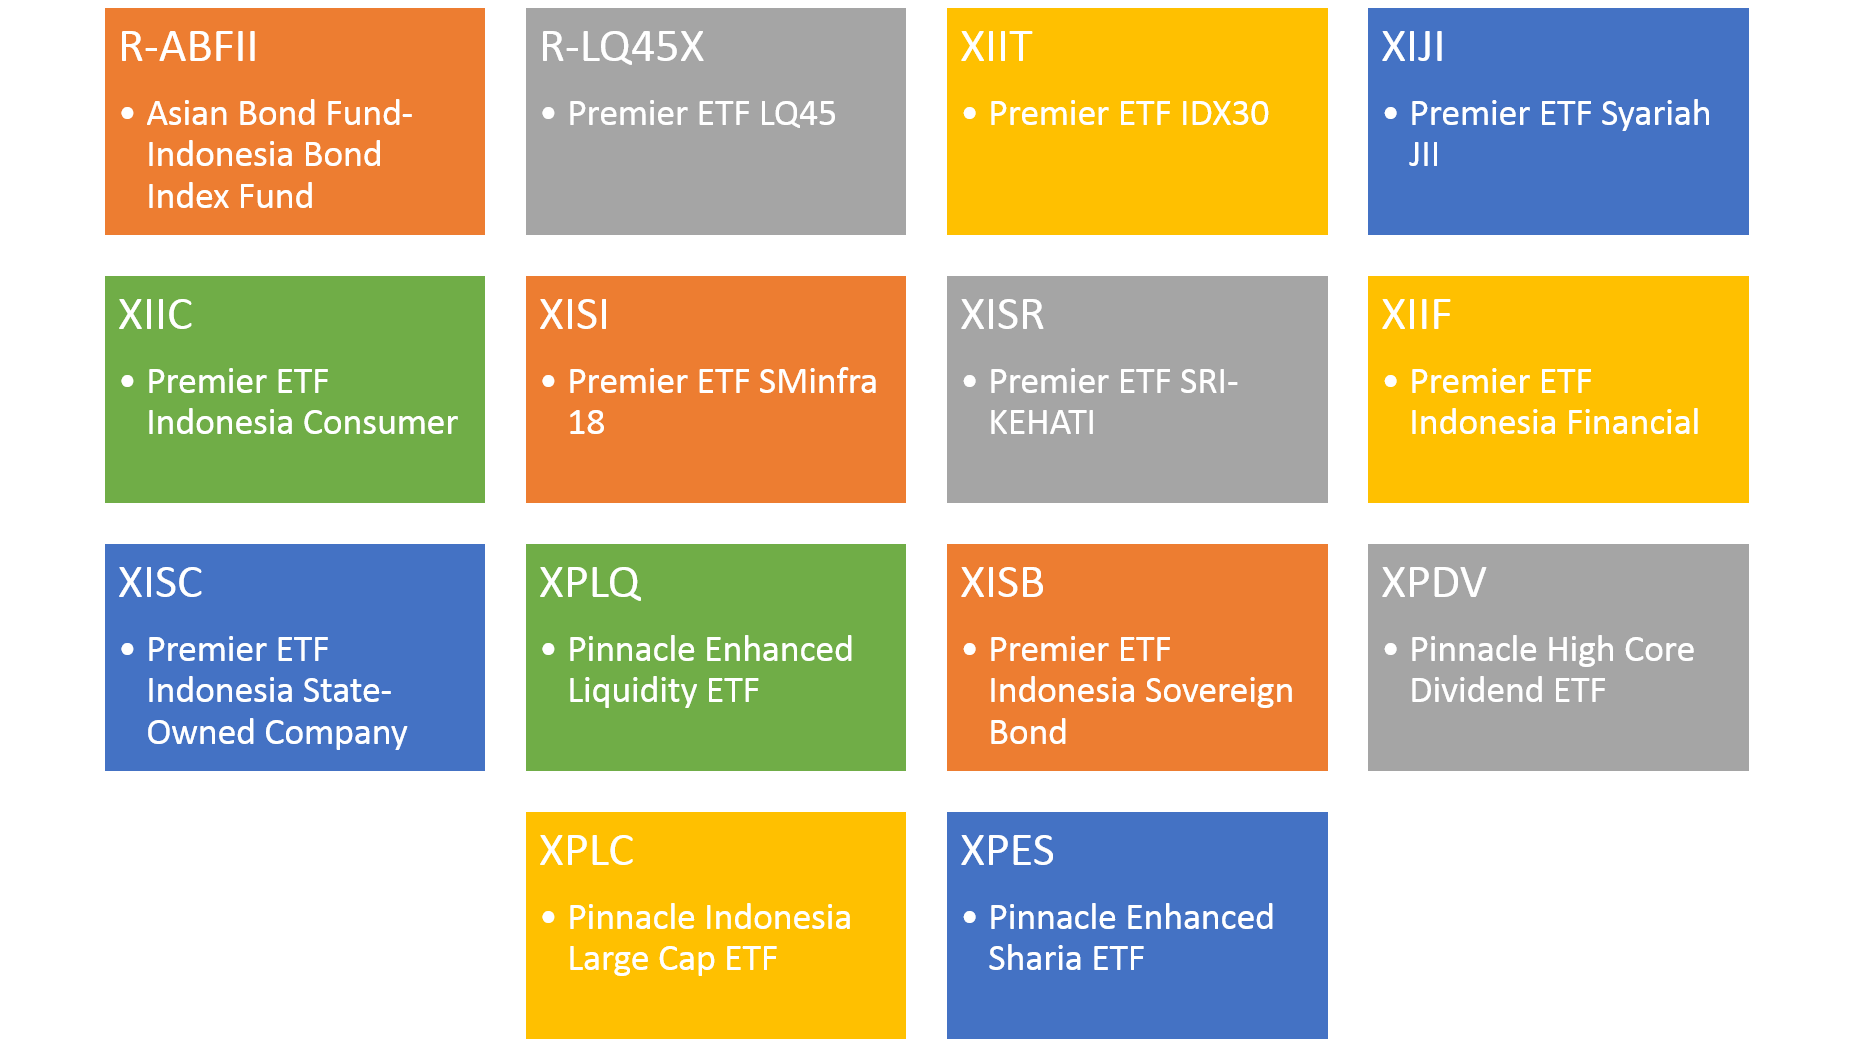 R-ABFII
• Asian Bond Fund-
Indonesia Bond
Index Fund
R-LQ45X
• Premier ETF LQ45
XIIT
• Premier ETF IDX30
XIJI
• Premier ETF Syariah
JII
XIIC
• Premier ETF
Indonesia Consumer
XISI
• Premier ETF SMinfra
18
XISR
• Premier ETF SRI-
KEHATI
XIIF
• Premier ETF
Indonesia Financial
XISC
• Premier ETF
Indonesia State-
Owned Company
XPLQ
• Pinnacle Enhanced
Liquidity ETF
XISB
• Premier ETF
Indonesia Sovereign
Bond
XPDV
• Pinnacle High Core
Dividend ETF
XPLC
• Pinnacle Indonesia
Large Cap ETF
XPES
• Pinnacle Enhanced
Sharia ETF